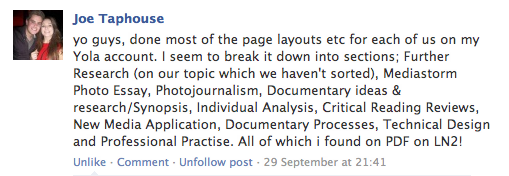 Joe Taphouse
yo guys, done most of the page layouts etc for each of us on my
Yola account. I seem to break it down into sections; Further
Research (on our topic which we haven't sorted), Mediastorm
Photo Essay, Photojournalism, Documentary ideas &
research/Synopsis, Individual Analysis, Critical Reading Reviews,
New Media Application, Documentary Processes, Technical Design
and Professional Practise. All of which i found on PDF on LN2!
Unlike · Comment · Unfollow post · 29 September at 21:41